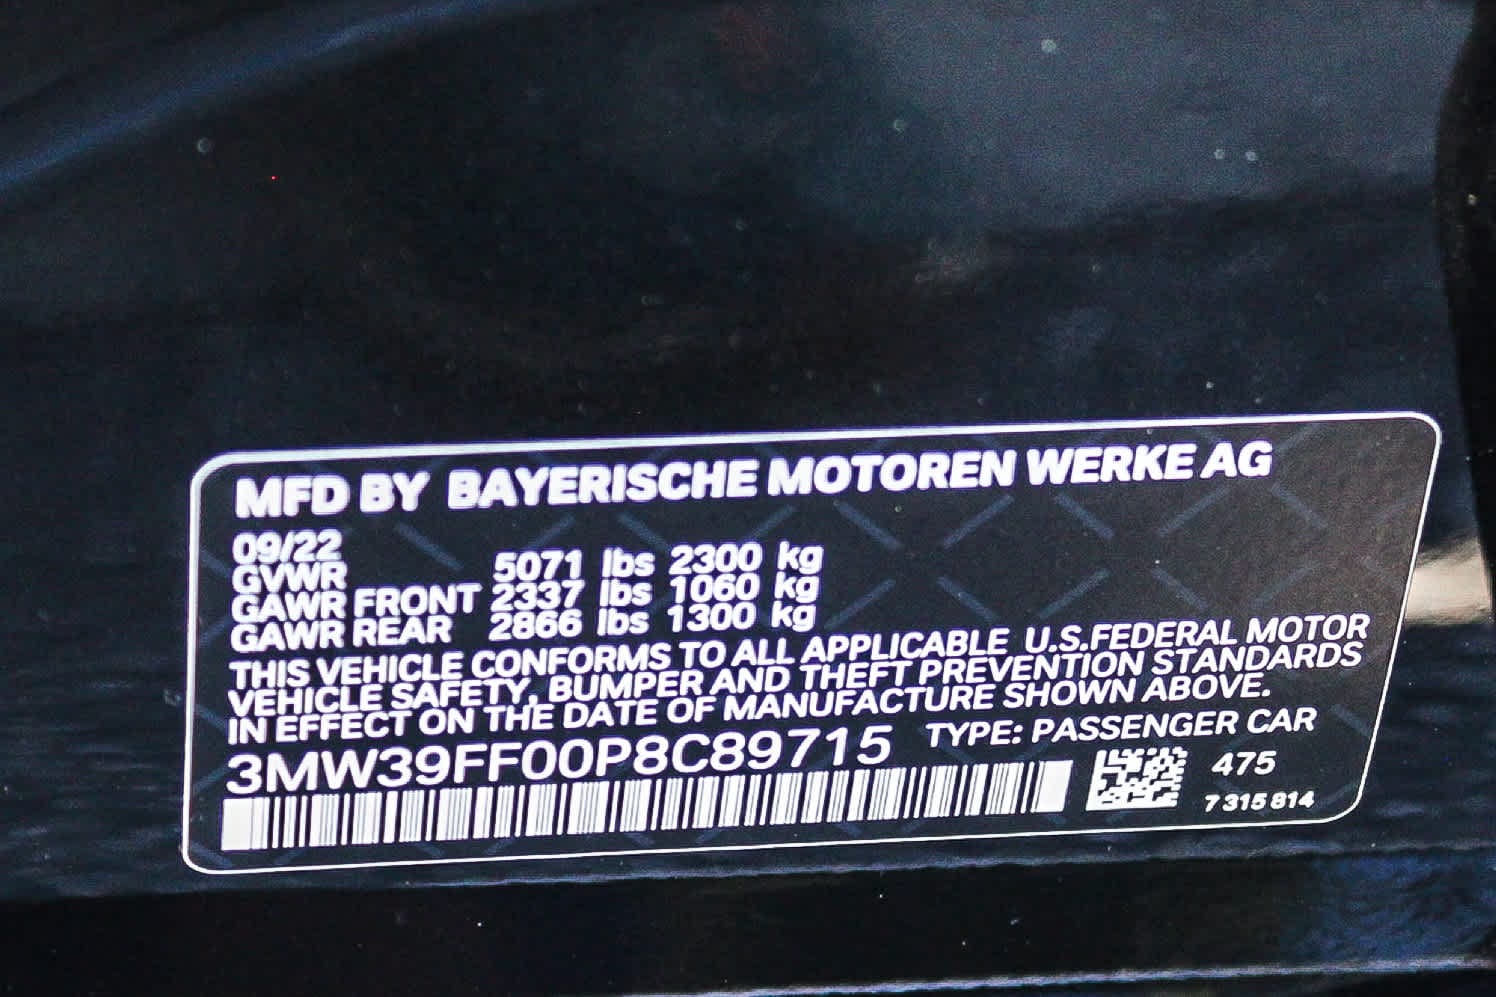 MFD BY BAYERISCHE MOTOREN WERKE AG
09/22
GVWR 5071 lbs 2300 kg
GAWR FRONT 2337 lbs 1060 kg
GAWR REAR 2866 lbs 1300 kg
THIS VEHICLE CONFORMS TO ALL APPLICABLE U.S.FEDERAL MOTOR
VEHICLE SAFETY, BUMPER AND THEFT PREVENTION STANDARDS
IN EFFECT ON THE DATE OF MANUFACTURE SHOWN ABOVE.
3MW39FF00P8C89715 TYPE: PASSENGER CAR
475
7 315 814